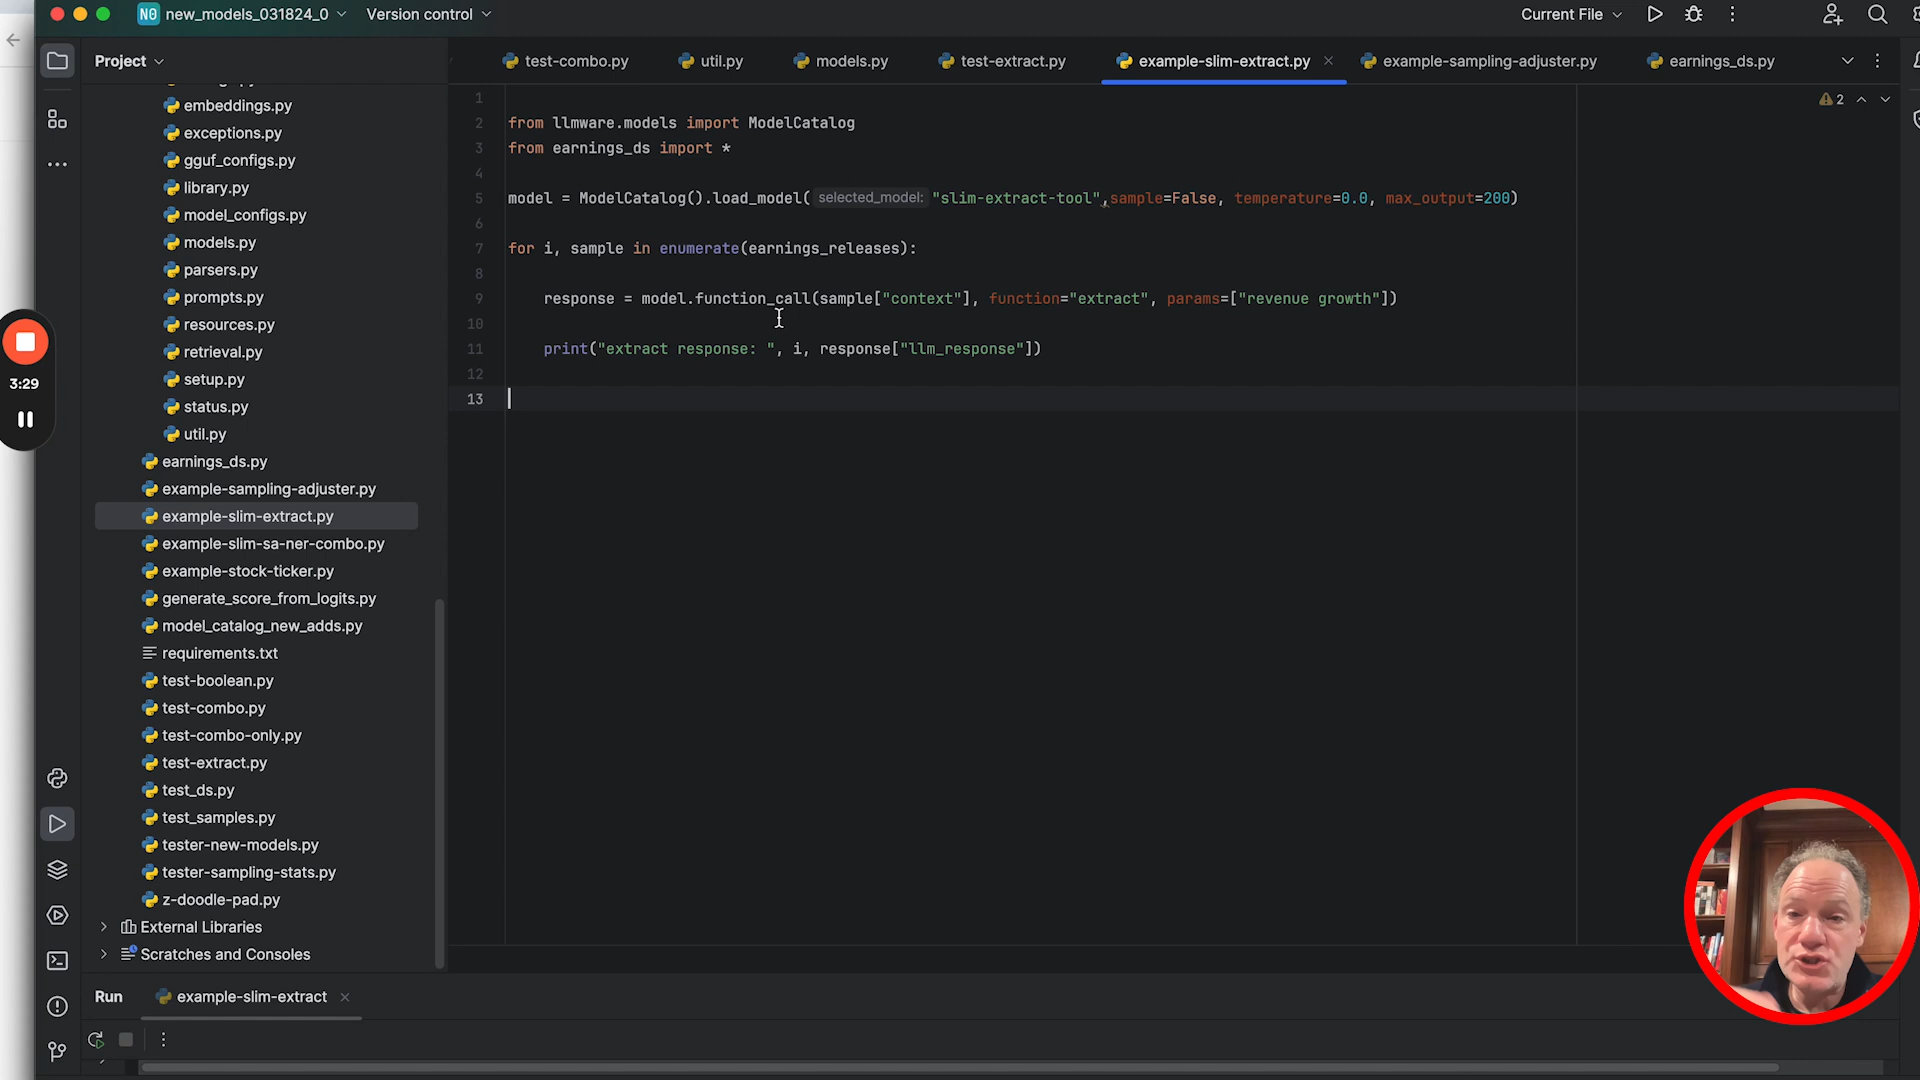 N0 new_models_031824_0 Version control Current File
Project
test-combo.py util.py models.py test-extract.py example-slim-extract.py example-sampling-adjuster.py earnings_ds.py
embeddings.py
exceptions.py
gguf_configs.py
library.py
model_configs.py
models.py
parsers.py
prompts.py
resources.py
retrieval.py
setup.py
status.py
util.py
earnings_ds.py
example-sampling-adjuster.py
example-slim-extract.py
example-slim-sa-ner-combo.py
example-stock-ticker.py
generate_score_from_logits.py
model_catalog_new_adds.py
requirements.txt
test-boolean.py
test-combo.py
test-combo-only.py
test-extract.py
test_ds.py
test_samples.py
tester-new-models.py
tester-sampling-stats.py
z-doodle-pad.py
External Libraries
Scratches and Consoles
3:29
1
2 from llmware.models import ModelCatalog
3 from earnings_ds import *
4
5 model = ModelCatalog().load_model( selected_model: "slim-extract-tool",sample=False, temperature=0.0, max_output=200)
6
7 for i, sample in enumerate(earnings_releases):
8
9 response = model.function_call(sample["context"], function="extract", params=["revenue growth"])
10
11 print("extract response: ", i, response["llm_response"])
12
13
2
Run example-slim-extract